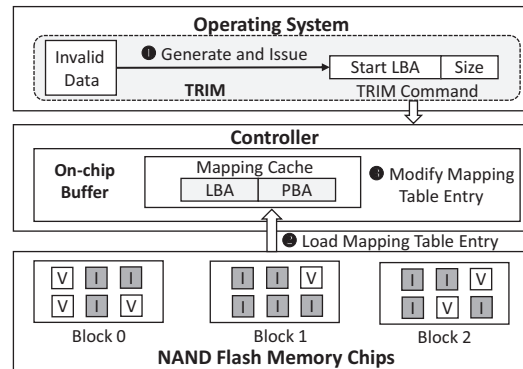 Operating System
Invalid Data
❶ Generate and Issue
TRIM
Start LBA Size
TRIM Command
Controller
On-chip Buffer
Mapping Cache
LBA PBA
❸ Modify Mapping
Table Entry
❷ Load Mapping Table Entry
V I I I I V I I V
V I V I I I I V I
Block 0 Block 1 Block 2
NAND Flash Memory Chips